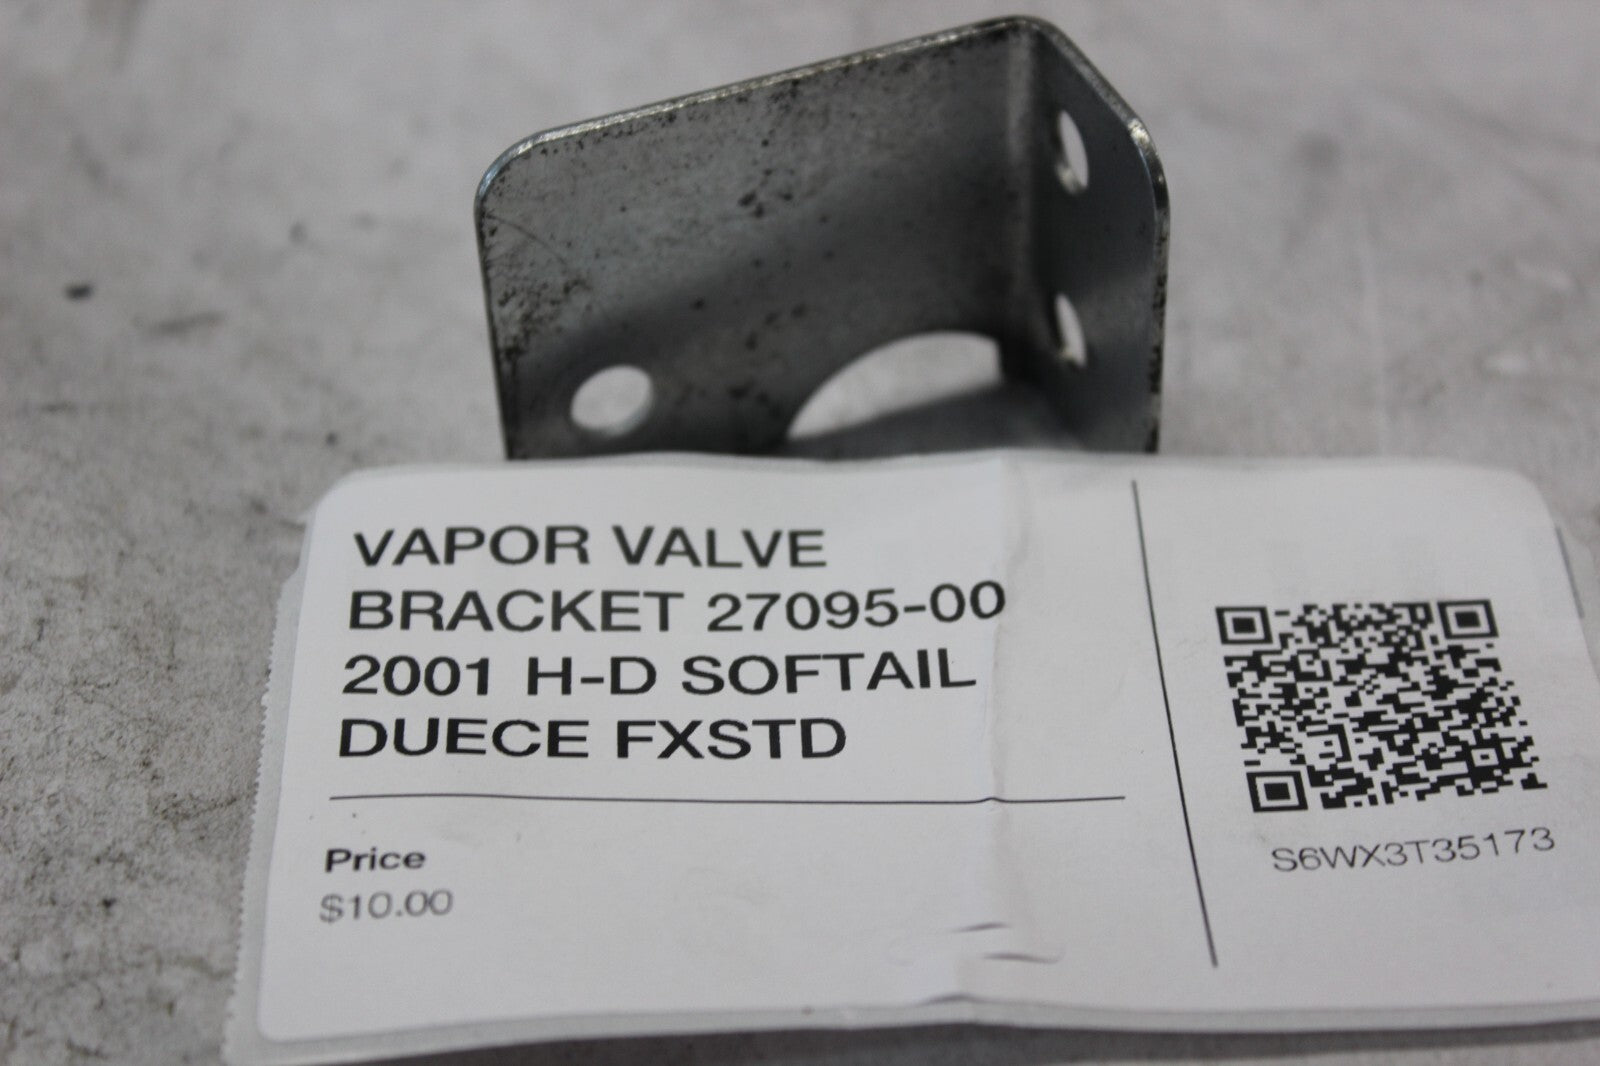 VAPOR VALVE
BRACKET 27095-00
2001 H-D SOFTAIL
DUECE FXSTD
Price
$10.00
S6WX3T35173